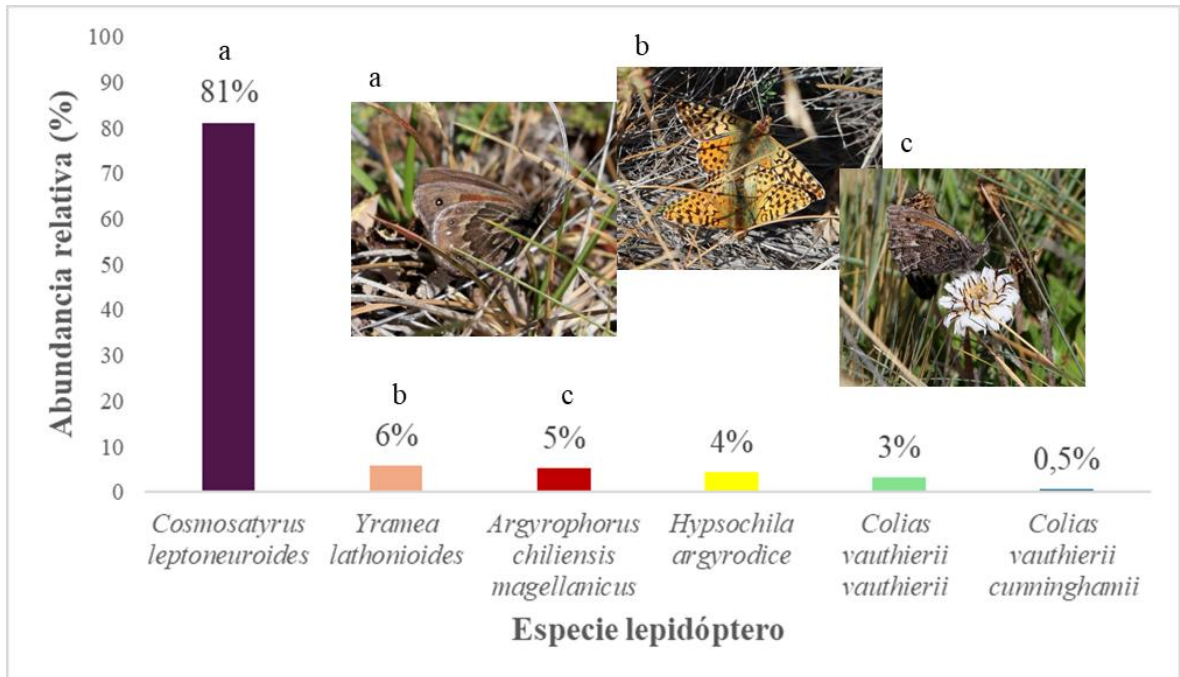 Abundancia relativa (%)
100
90
80
70
60
50
40
30
20
10
0
a
81%
a
b
c
b
6%
c
5%
4%
3%
0,5%
Cosmosatyrus
leptoneuroides
Yramea
lathonioides
Argyrophorus
chiliensis
magellanicus
Hypsochila
argyrodice
Colias
vauthierii
vauthierii
Colias
vauthierii
cunninghamii
Especie lepidóptero